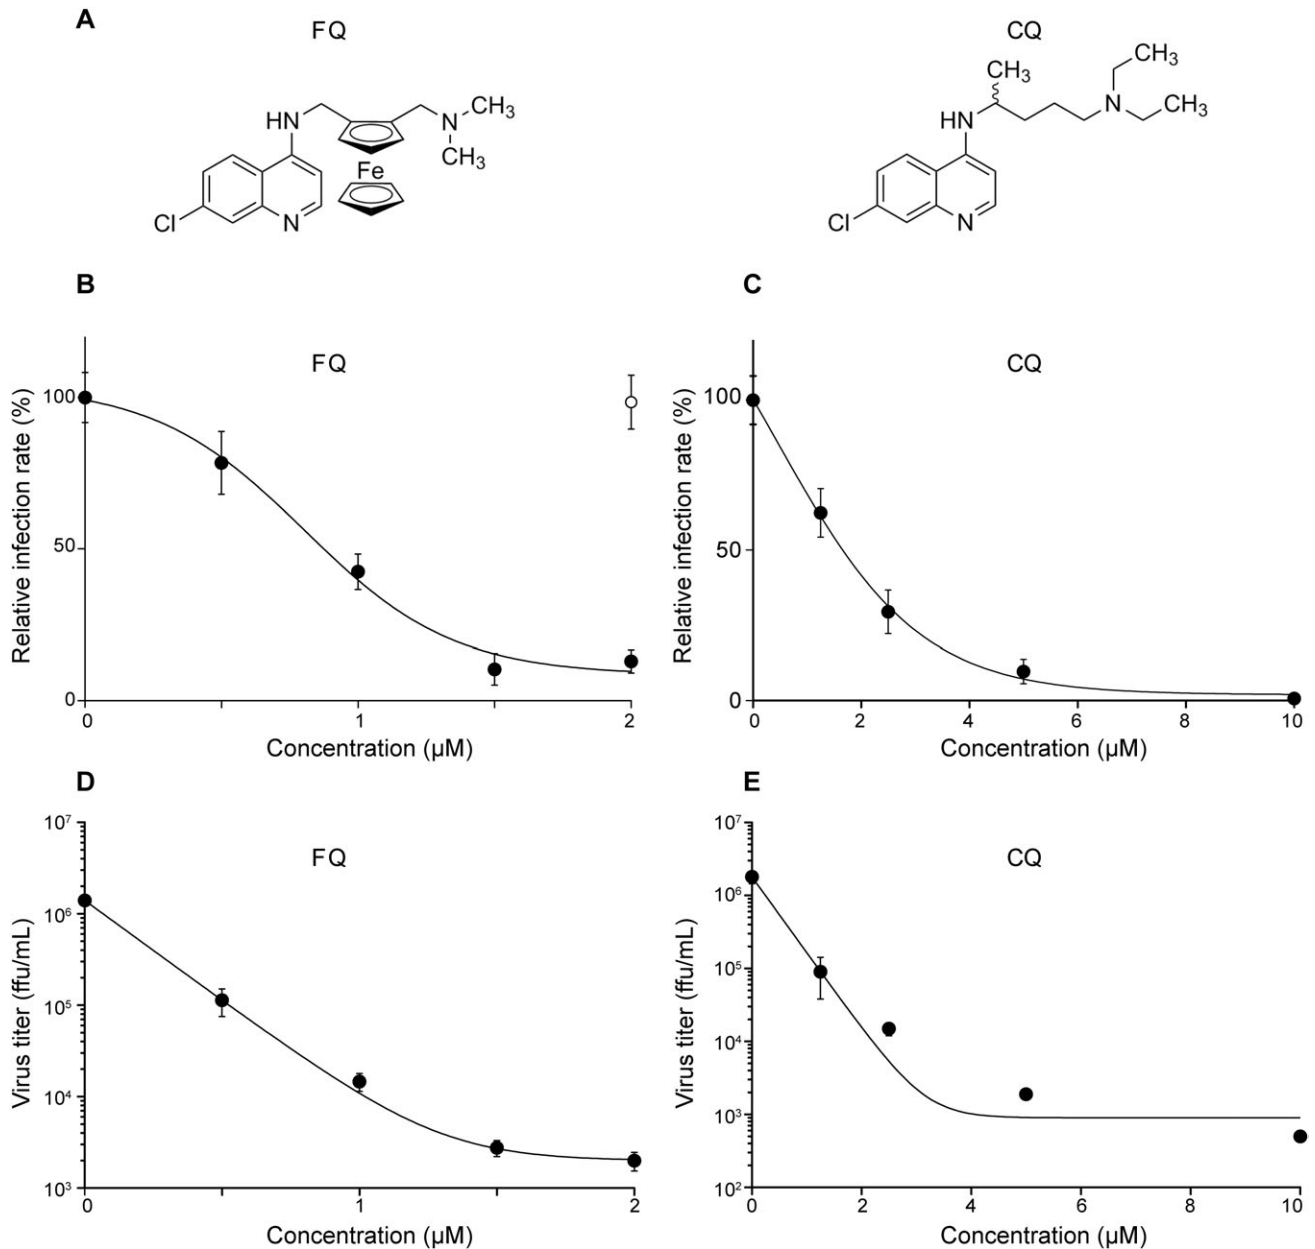 A
FQ
CQ
HN
N
CH₃
CH₃
Fe
Cl
N
CH₃
HN
N
CH₃
CH₃
Cl
N
B
FQ
Relative infection rate (%)
100
50
0
0
1
2
Concentration (µM)
C
CQ
Relative infection rate (%)
100
50
0
0
2
4
6
8
10
Concentration (µM)
D
FQ
Virus titer (ffu/mL)
10⁷
10⁶
10⁵
10⁴
10³
0
1
2
Concentration (µM)
E
CQ
Virus titer (ffu/mL)
10⁷
10⁶
10⁵
10⁴
10³
10²
0
2
4
6
8
10
Concentration (µM)